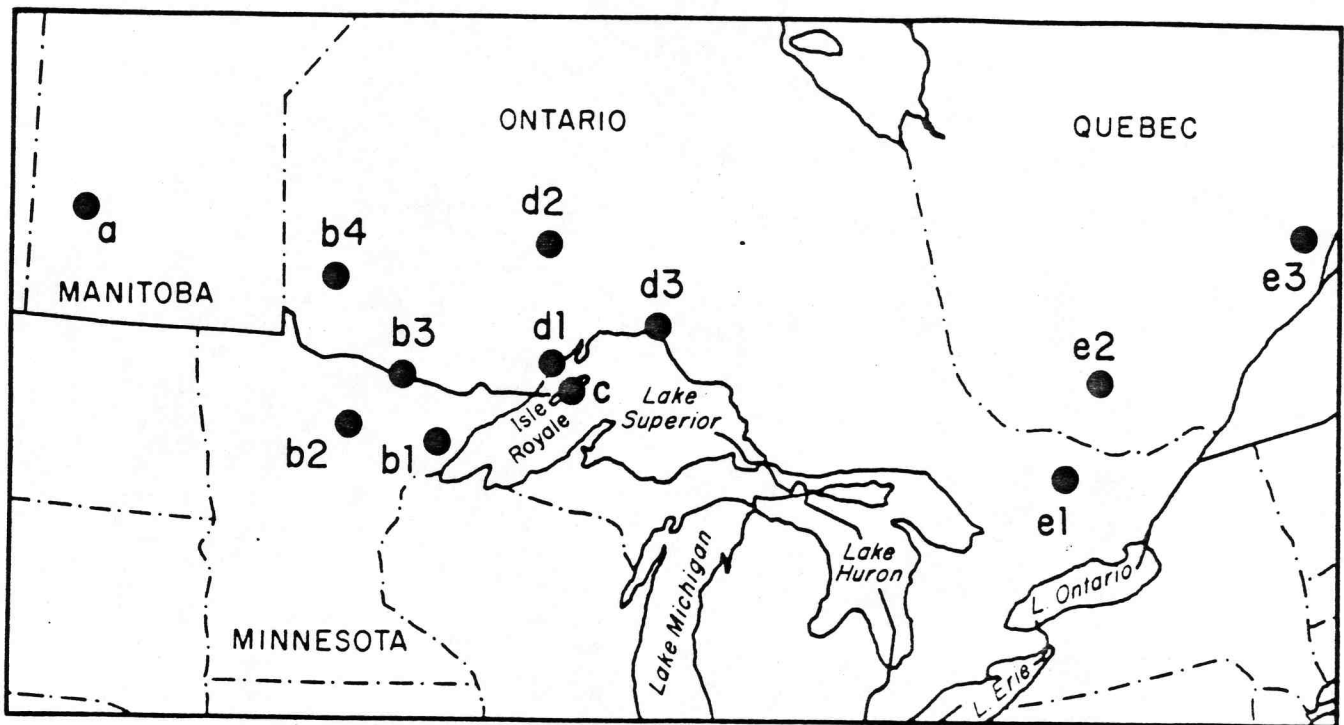 ONTARIO
QUEBEC
a
MANITOBA
b4
d2
e3
b3
d1
d3
c
e2
b2
b1
Isle
Royale
Lake
Superior
e1
Lake Michigan
Lake
Huron
L. Ontario
L. Erie
MINNESOTA